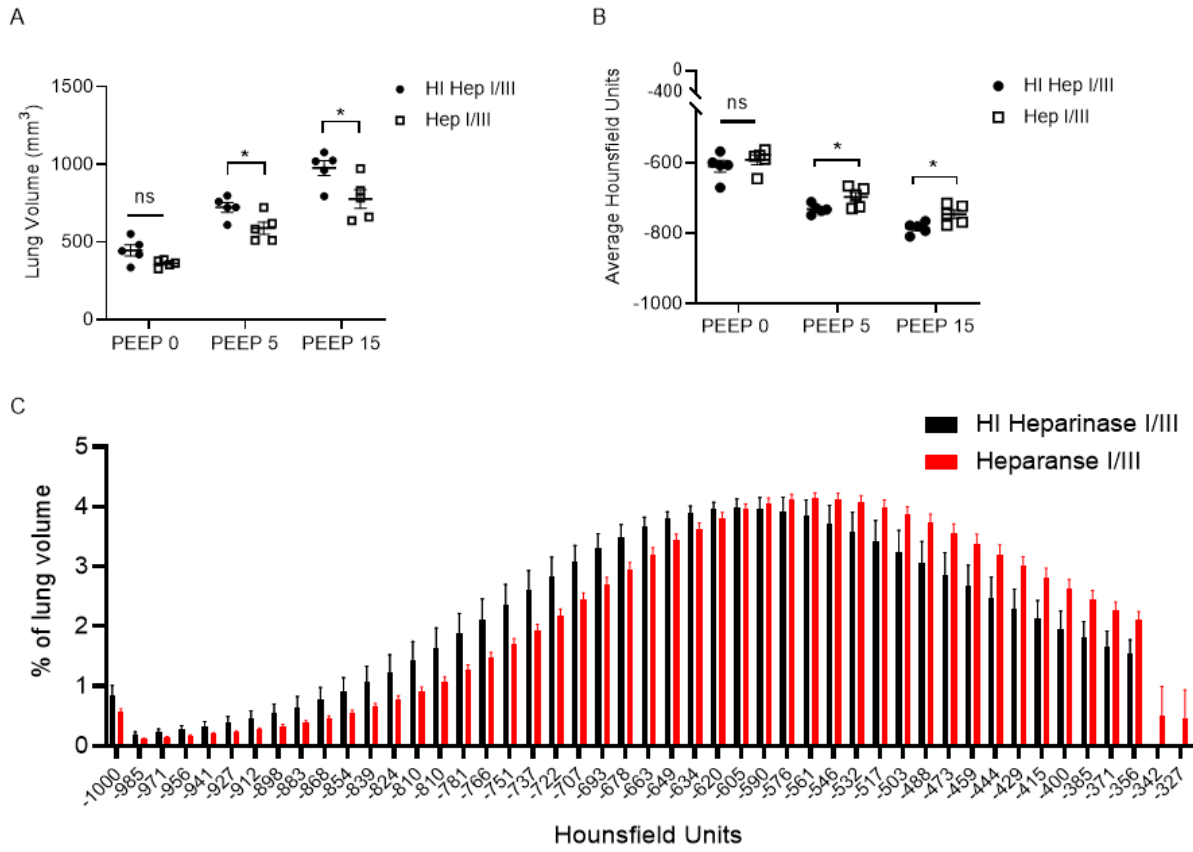 A
1500
1000
500
0
Lung Volume (mm³)
ns
*
*
PEEP 0 PEEP 5 PEEP 15
HI Hep I/III
Hep I/III
B
0
-400
-600
-800
-1000
Average Hounsfield Units
ns
*
*
PEEP 0 PEEP 5 PEEP 15
HI Hep I/III
Hep I/III
C
HI Heparinase I/III
Heparanse I/III
5
4
3
2
1
0
% of lung volume
-1000 -985 -971 -956 -941 -927 -912 -898 -883 -868 -854 -839 -824 -810 -810 -781 -766 -751 -737 -722 -707 -693 -678 -663 -649 -634 -620 -605 -590 -576 -561 -546 -532 -517 -503 -488 -473 -459 -444 -429 -415 -400 -385 -371 -356 -342 -327
Hounsfield Units